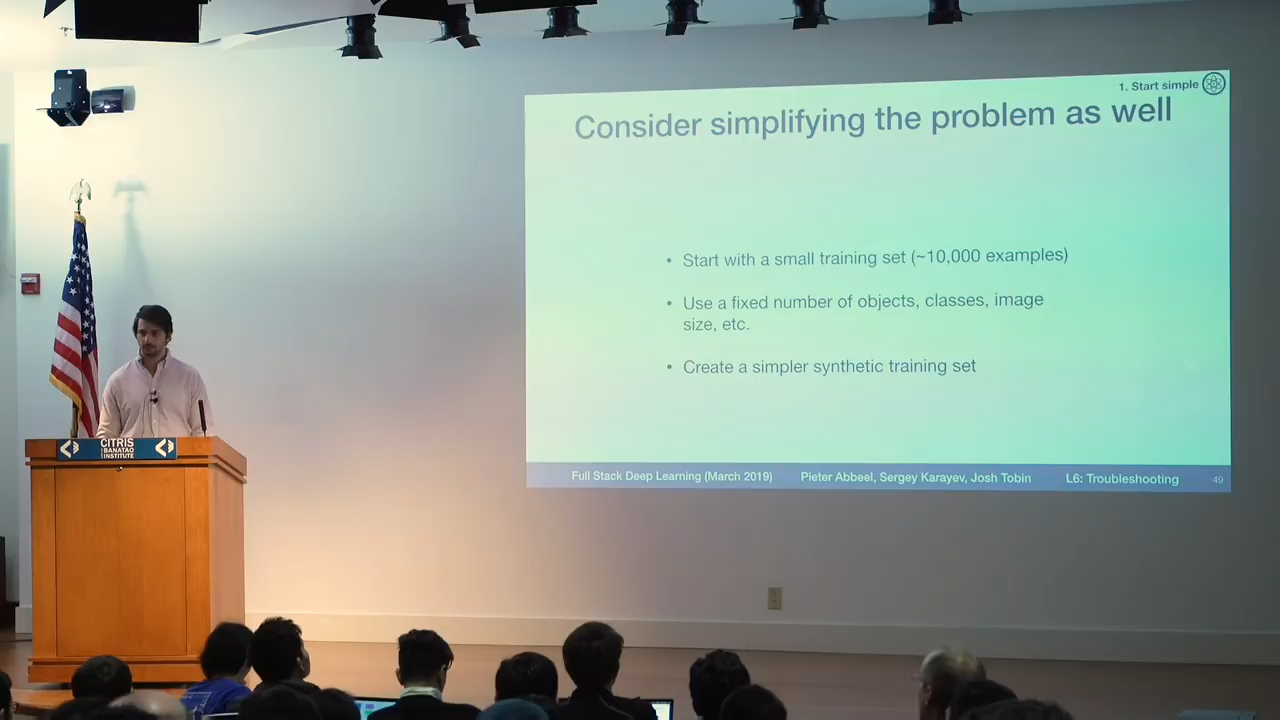 1. Start simple
Consider simplifying the problem as well
• Start with a small training set (~10,000 examples)
• Use a fixed number of objects, classes, image
size, etc.
• Create a simpler synthetic training set
Full Stack Deep Learning (March 2019) Pieter Abbeel, Sergey Karayev, Josh Tobin L6: Troubleshooting 49
CITRIS
BANATAO
INSTITUTE